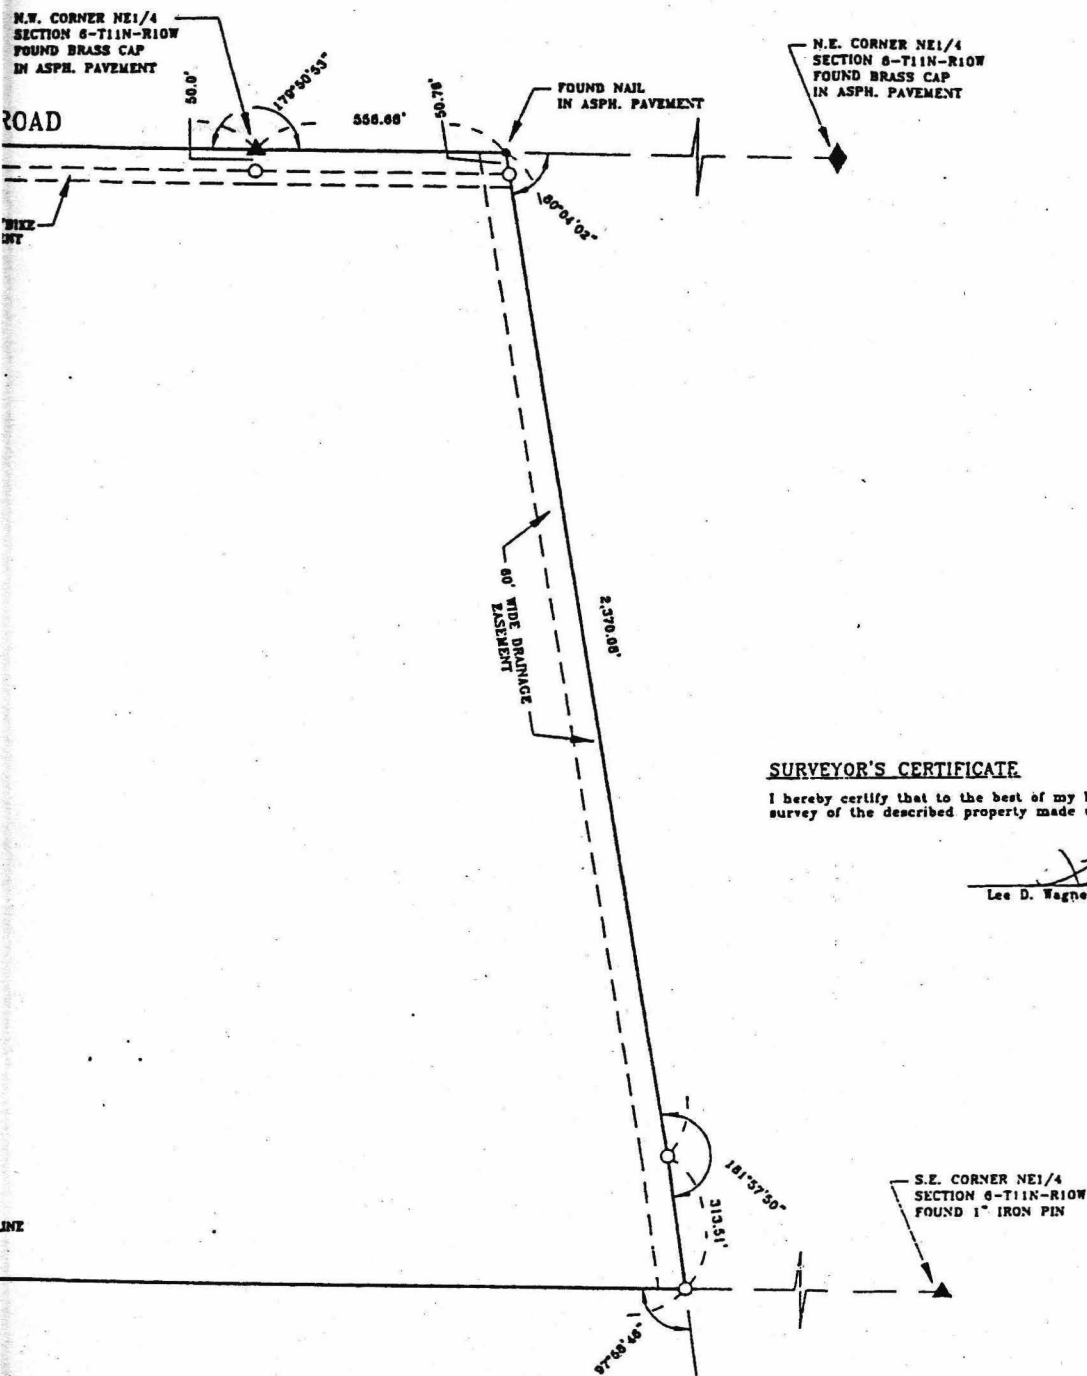 N.W. CORNER NE1/4
SECTION 6-T11N-R10W
FOUND BRASS CAP
IN ASPH. PAVEMENT
50.0'
179°50'53"
556.66'
50.78'
FOUND NAIL
IN ASPH. PAVEMENT
N.E. CORNER NE1/4
SECTION 6-T11N-R10W
FOUND BRASS CAP
IN ASPH. PAVEMENT
ROAD
80°04'02"
BIKE
ENT
60' WIDE DRAINAGE
EASEMENT
2,370.08'
SURVEYOR'S CERTIFICATE
I hereby certify that to the best of my
survey of the described property made
Lee D. Wagne
181°57'50"
313.51'
S.E. CORNER NE1/4
SECTION 6-T11N-R10W
FOUND 1" IRON PIN
INE
97°58'46"